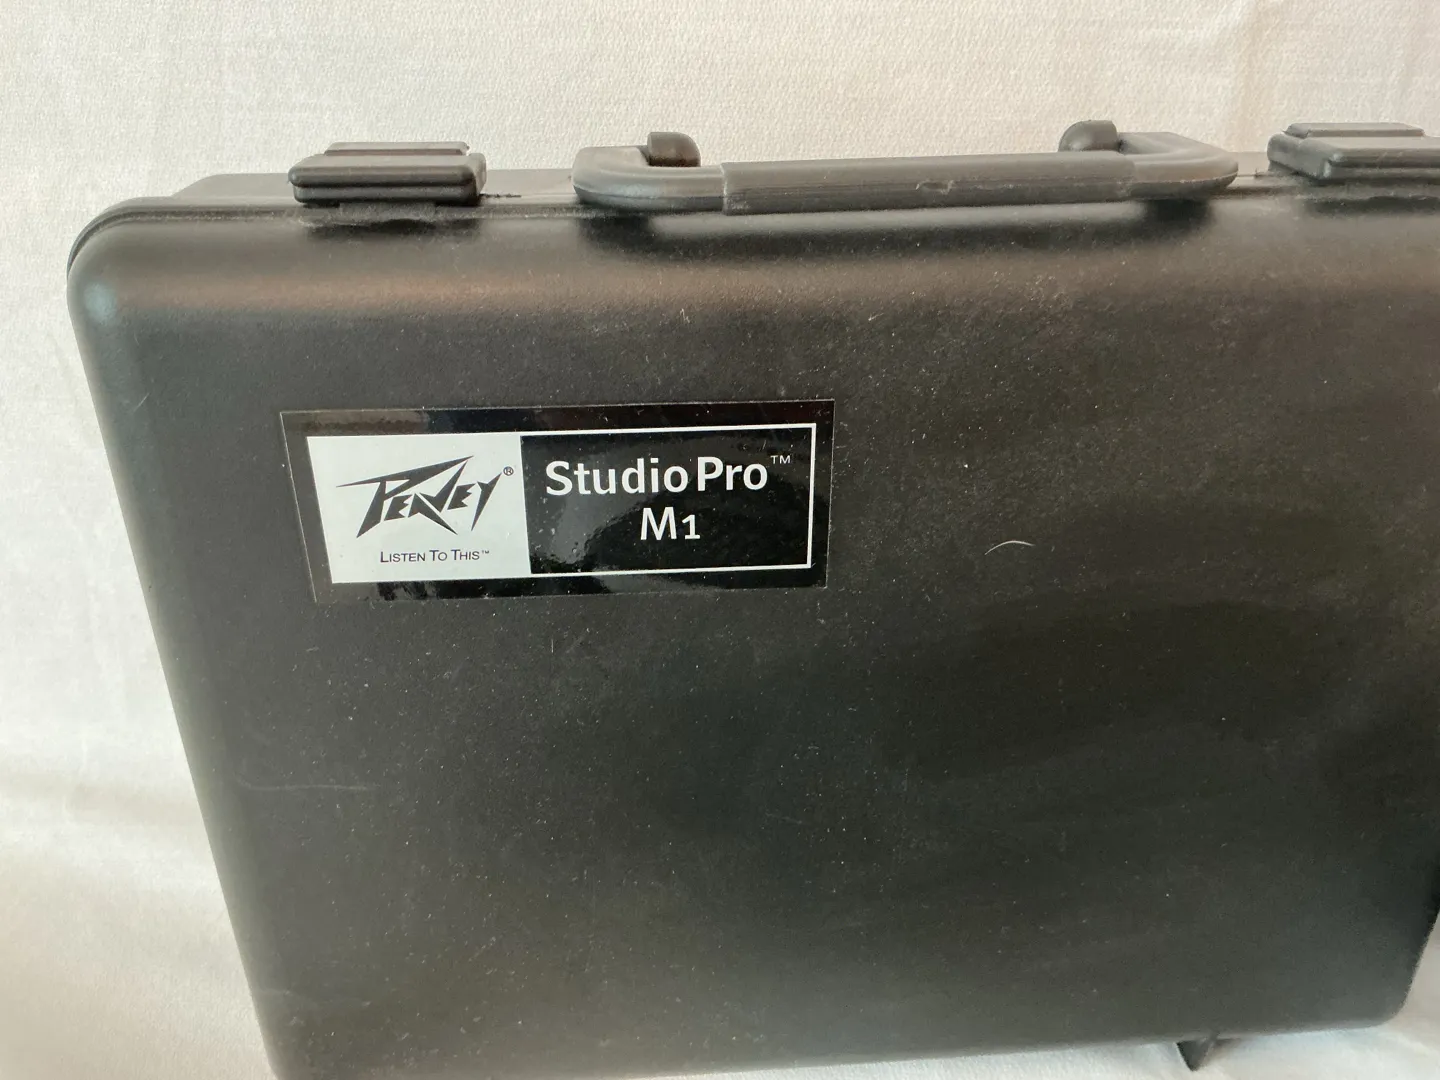 PEAVEY®
LISTEN TO THIS™
Studio Pro™
M1